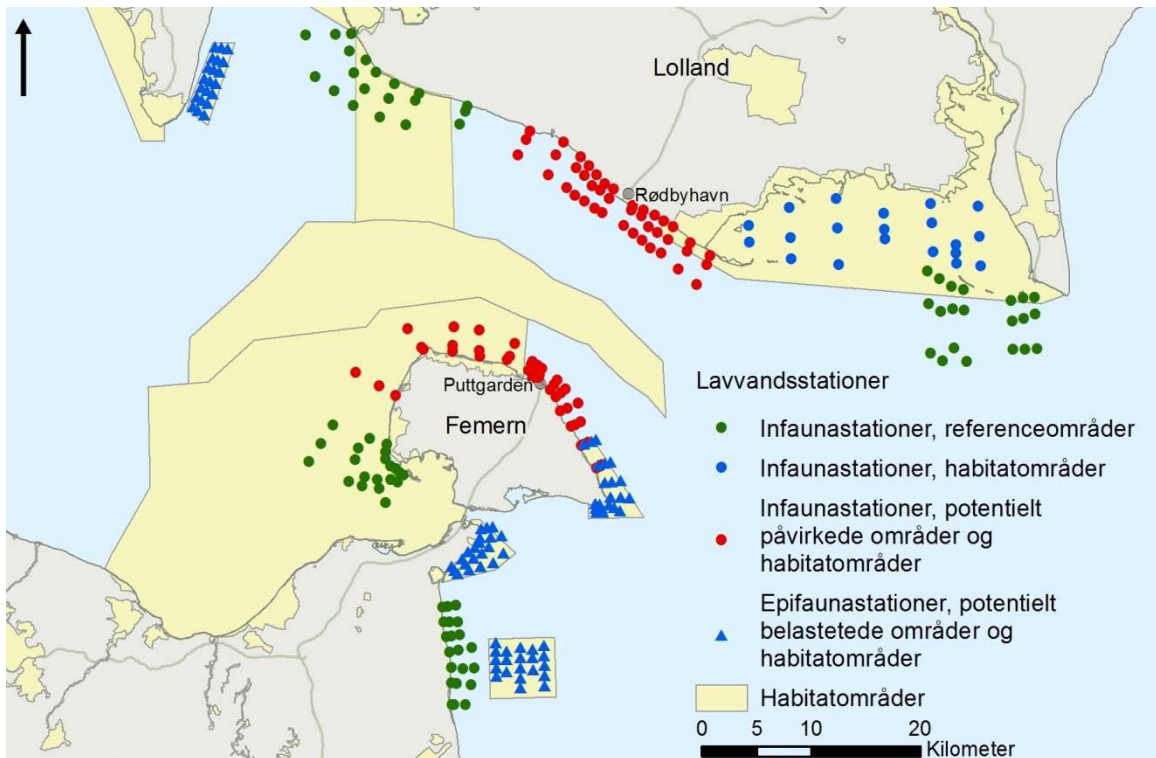 Lolland
Rødbyhavn
Puttgarden
Femern
Lavvandsstationer
Infaunastationer, referenceområder
Infaunastationer, habitatområder
Infaunastationer, potentielt
påvirkede områder og
habitatområder
Epifaunastationer, potentielt
belastetede områder og
habitatområder
Habitatområder
0 5 10 20
Kilometer